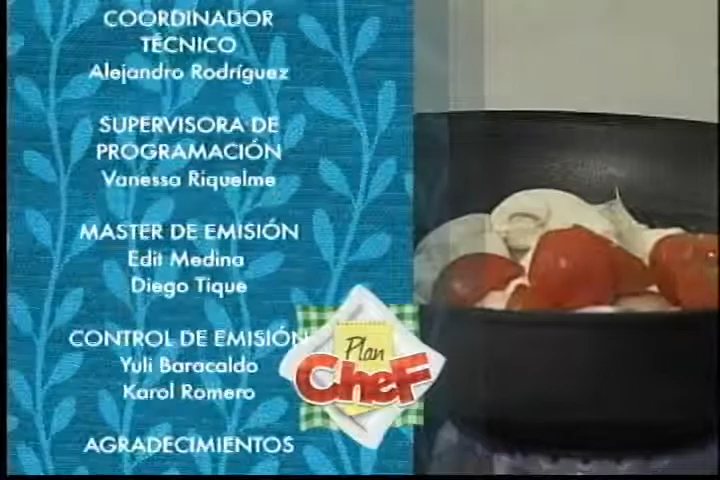 COORDINADOR
TÉCNICO
Alejandro Rodríguez
SUPERVISORA DE
PROGRAMACIÓN
Vanessa Riquelme
MASTER DE EMISIÓN
Edit Medina
Diego Tique
CONTROL DE EMISIÓN
Yuli Baracaldo
Karol Romero
AGRADECIMIENTOS
Plan
CheF